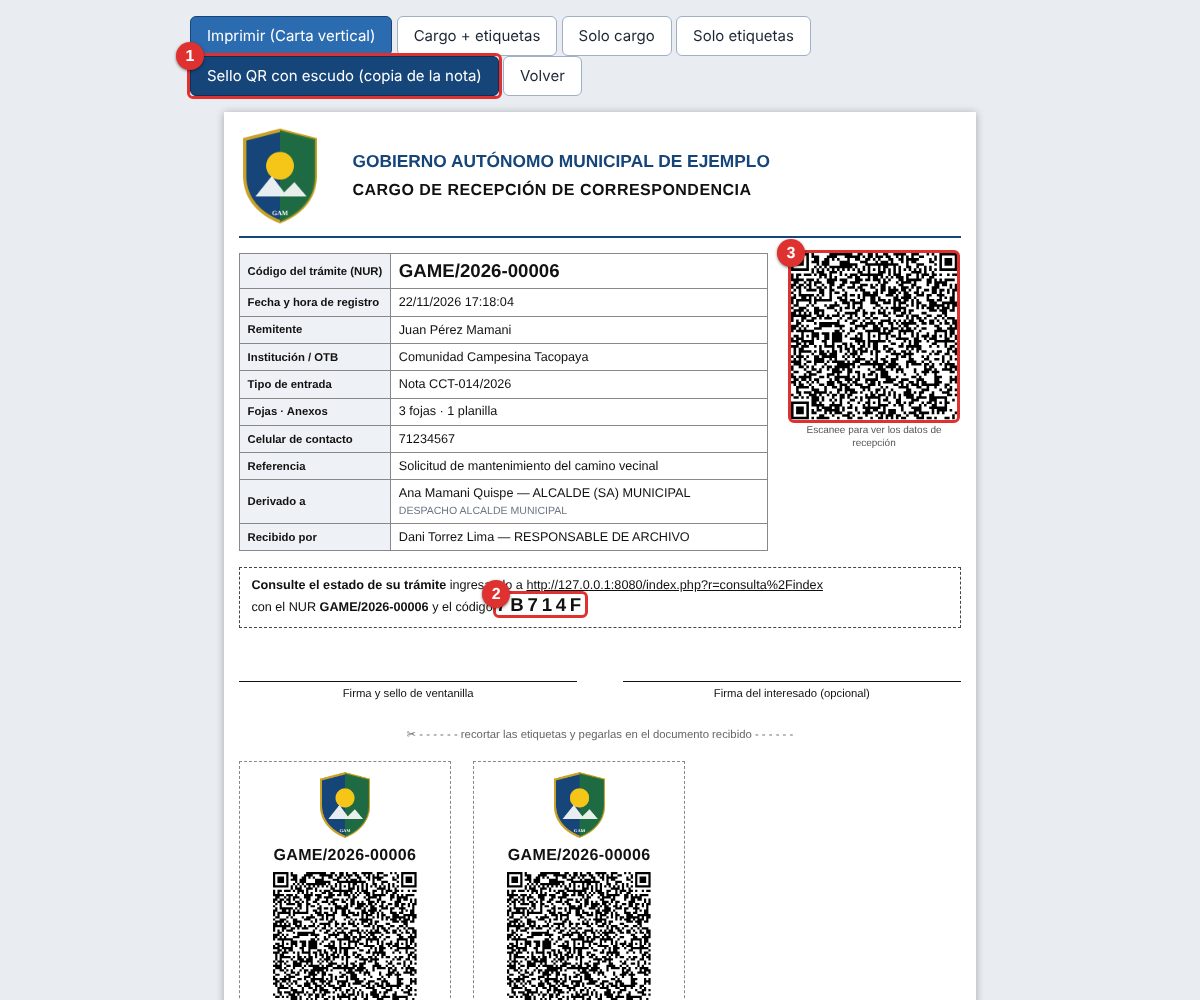 Imprimir (Carta vertical)
Cargo + etiquetas
Solo cargo
Solo etiquetas
1
Sello QR con escudo (copia de la nota)
Volver
GAM
GOBIERNO AUTÓNOMO MUNICIPAL DE EJEMPLO
CARGO DE RECEPCIÓN DE CORRESPONDENCIA
3
Código del trámite (NUR) GAME/2026-00006
Fecha y hora de registro 22/11/2026 17:18:04
Remitente Juan Pérez Mamani
Institución / OTB Comunidad Campesina Tacopaya
Tipo de entrada Nota CCT-014/2026
Fojas · Anexos 3 fojas · 1 planilla
Celular de contacto 71234567
Referencia Solicitud de mantenimiento del camino vecinal
Derivado a Ana Mamani Quispe — ALCALDE (SA) MUNICIPAL
DESPACHO ALCALDE MUNICIPAL
Recibido por Dani Torrez Lima — RESPONSABLE DE ARCHIVO
Escanee para ver los datos de
recepción
Consulte el estado de su trámite a http://127.0.0.1:8080/index.php?r=consulta%2Findex
2
con el NUR GAME/2026-00006 y el código B714F
Firma y sello de ventanilla
Firma del interesado (opcional)
✂ - - - - - - recortar las etiquetas y pegarlas en el documento recibido - - - - - -
GAM
GAME/2026-00006
GAM
GAME/2026-00006